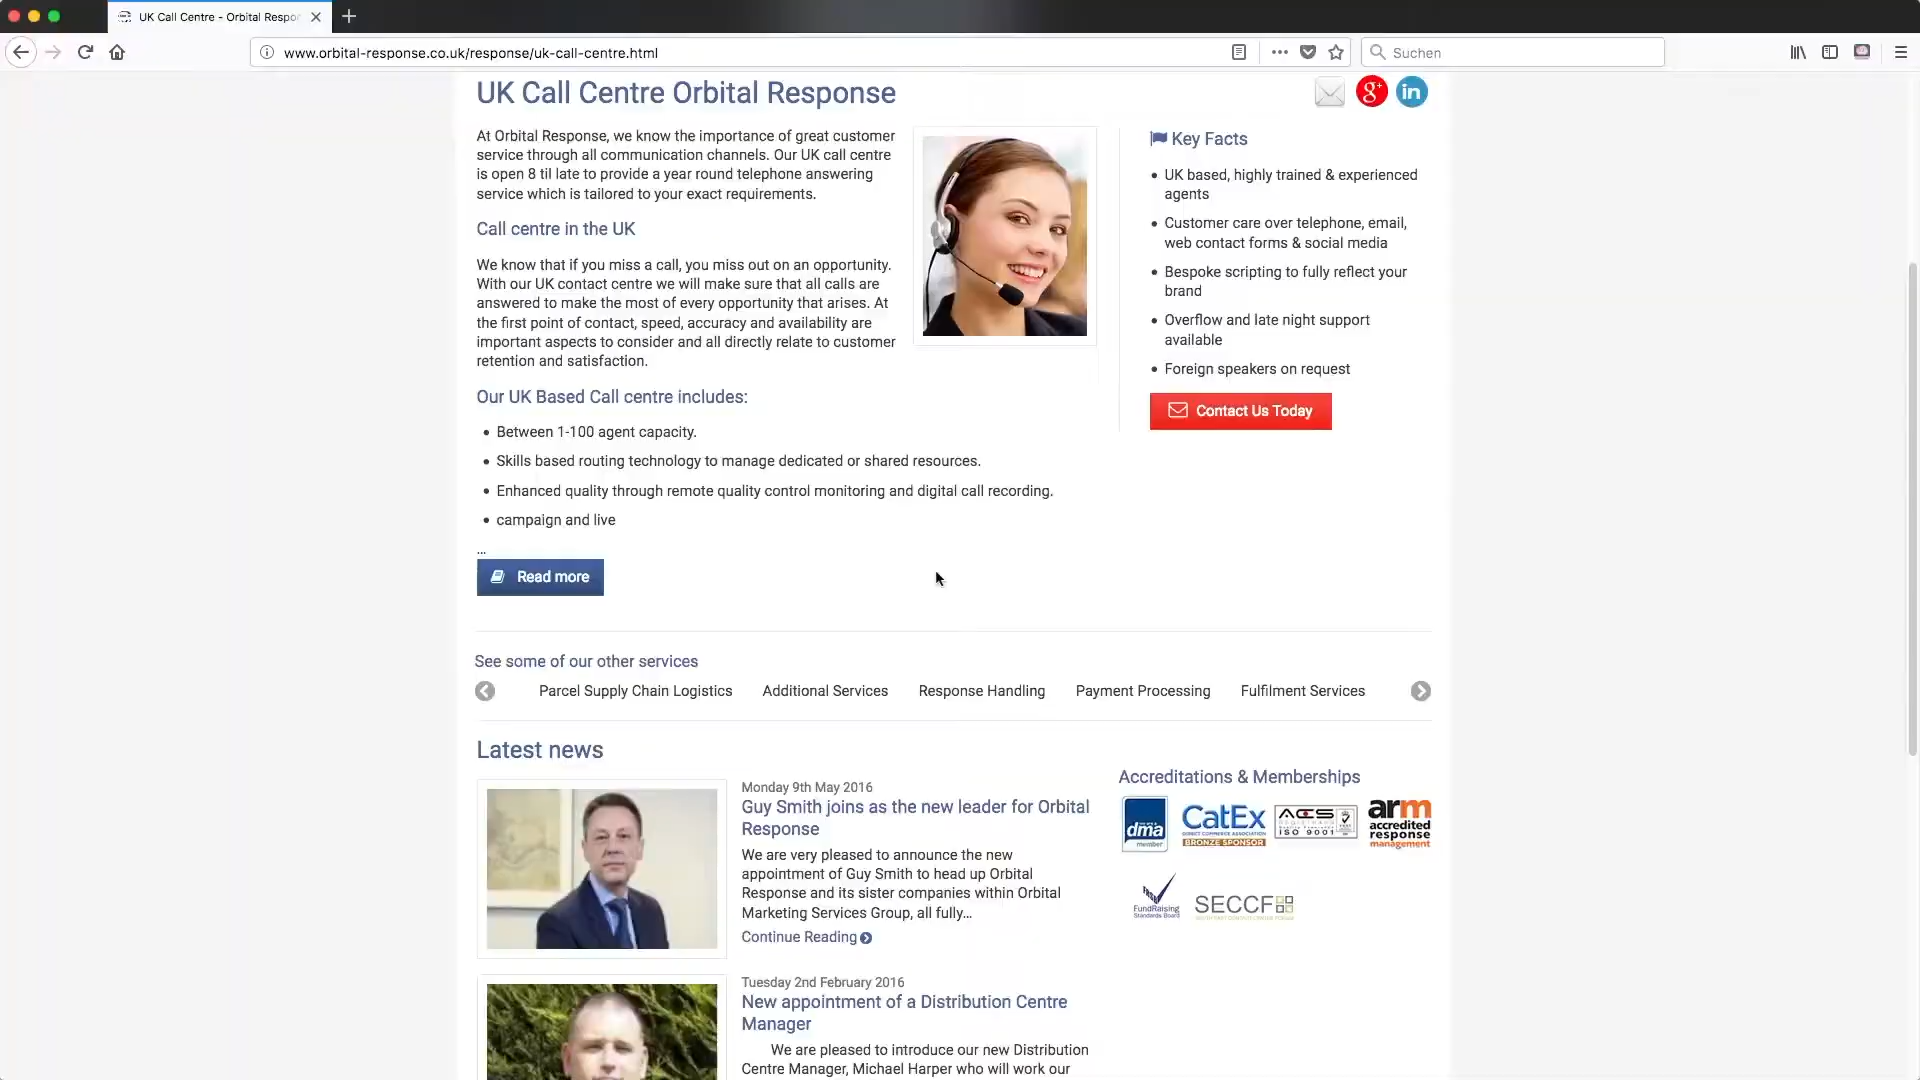 UK Call Centre - Orbital Respor
www.orbital-response.co.uk/response/uk-call-centre.html
Suchen
UK Call Centre Orbital Response
At Orbital Response, we know the importance of great customer
service through all communication channels. Our UK call centre
is open 8 til late to provide a year round telephone answering
service which is tailored to your exact requirements.
Call centre in the UK
We know that if you miss a call, you miss out on an opportunity.
With our UK contact centre we will make sure that all calls are
answered to make the most of every opportunity that arises. At
the first point of contact, speed, accuracy and availability are
important aspects to consider and all directly relate to customer
retention and satisfaction.
Our UK Based Call centre includes:
Between 1-100 agent capacity.
Skills based routing technology to manage dedicated or shared resources.
Enhanced quality through remote quality control monitoring and digital call recording.
campaign and live
...
Read more
g+
in
Key Facts
UK based, highly trained & experienced
agents
Customer care over telephone, email,
web contact forms & social media
Bespoke scripting to fully reflect your
brand
Overflow and late night support
available
Foreign speakers on request
Contact Us Today
See some of our other services
Parcel Supply Chain Logistics
Additional Services
Response Handling
Payment Processing
Fulfilment Services
Latest news
Monday 9th May 2016
Guy Smith joins as the new leader for Orbital
Response
We are very pleased to announce the new
appointment of Guy Smith to head up Orbital
Response and its sister companies within Orbital
Marketing Services Group, all fully...
Continue Reading
Tuesday 2nd February 2016
New appointment of a Distribution Centre
Manager
We are pleased to introduce our new Distribution
Centre Manager, Michael Harper who will work our
Accreditations & Memberships
dma
member
CatEx
DIRECT COMMERCE ASSOCIATION
BRONZE SPONSOR
ACS
ISO 9001
arm
accredited
response
management
FundRaising
Standards Board
SECCF